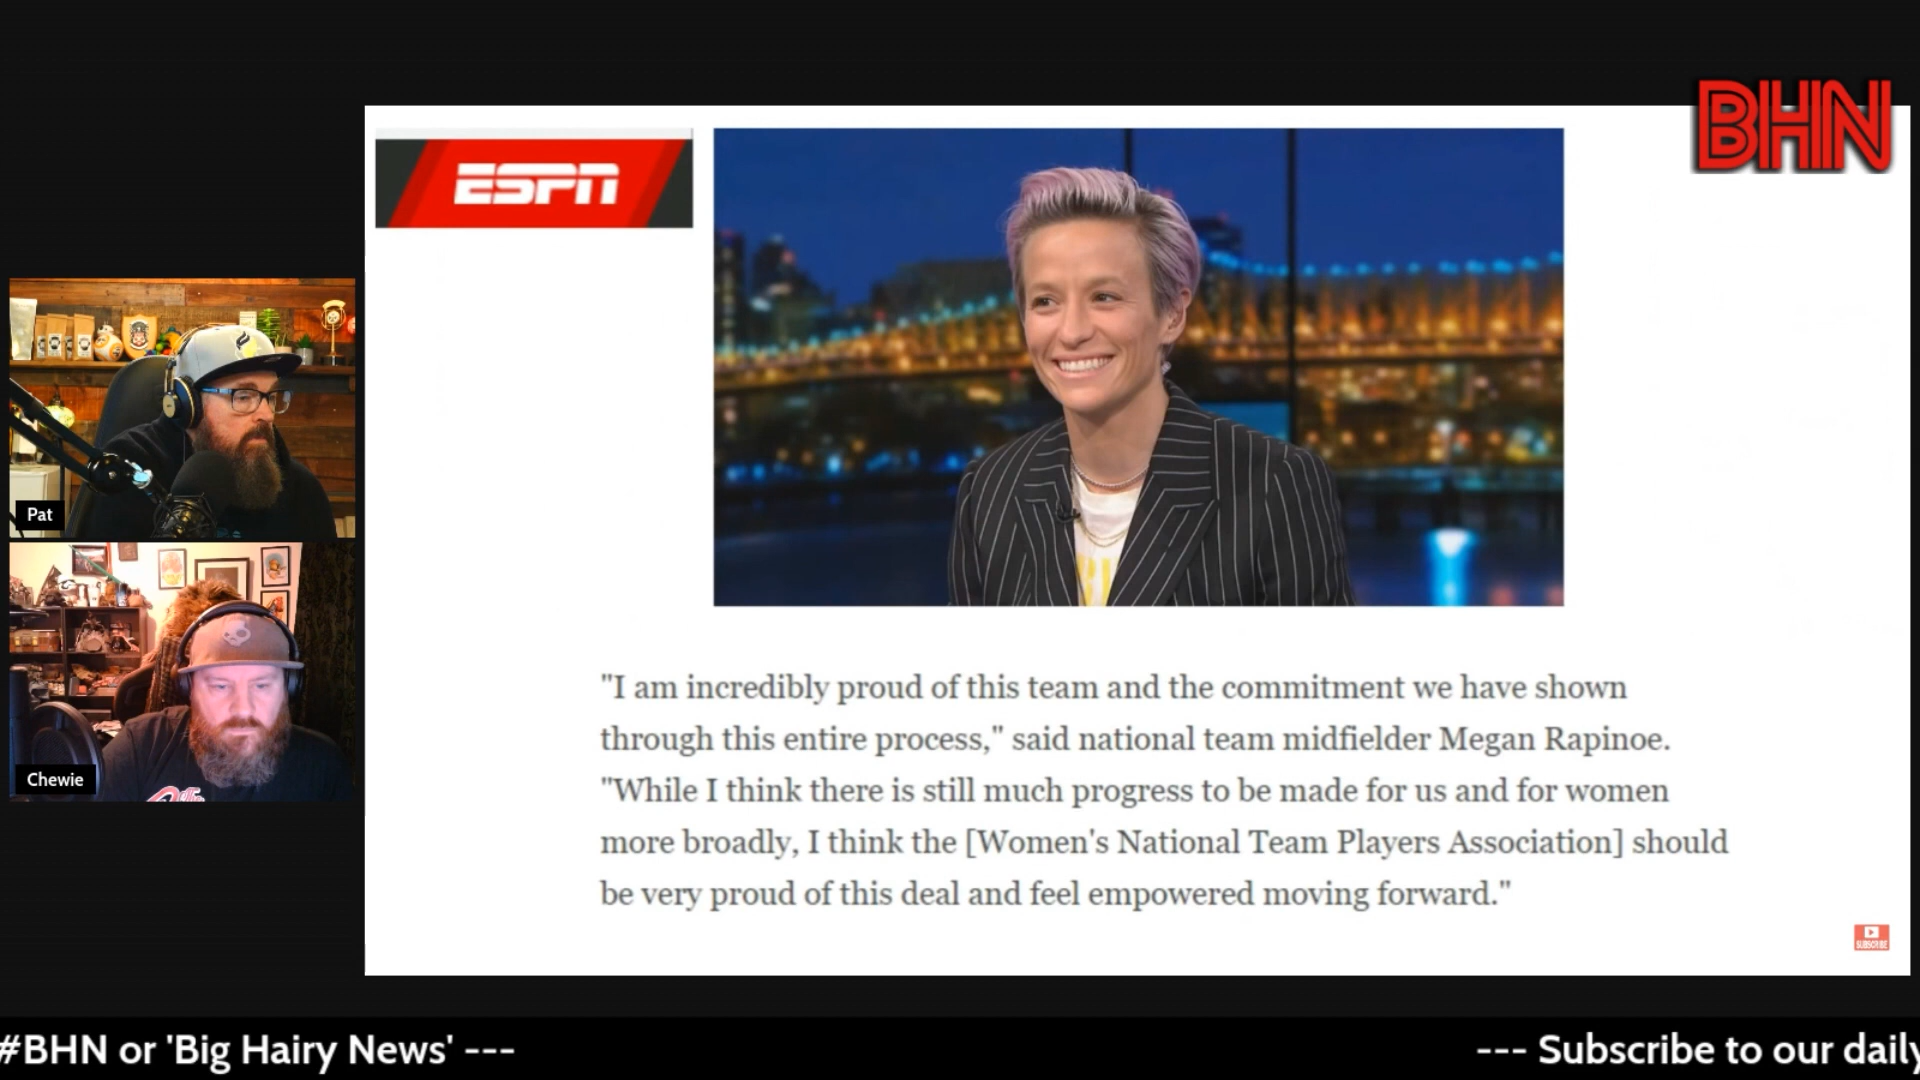 BHN
ESPN
Pat
Chewie
"I am incredibly proud of this team and the commitment we have shown
through this entire process," said national team midfielder Megan Rapinoe.
"While I think there is still much progress to be made for us and for women
more broadly, I think the [Women's National Team Players Association] should
be very proud of this deal and feel empowered moving forward."
SUBSCRIBE
#BHN or 'Big Hairy News' ---
--- Subscribe to our daily